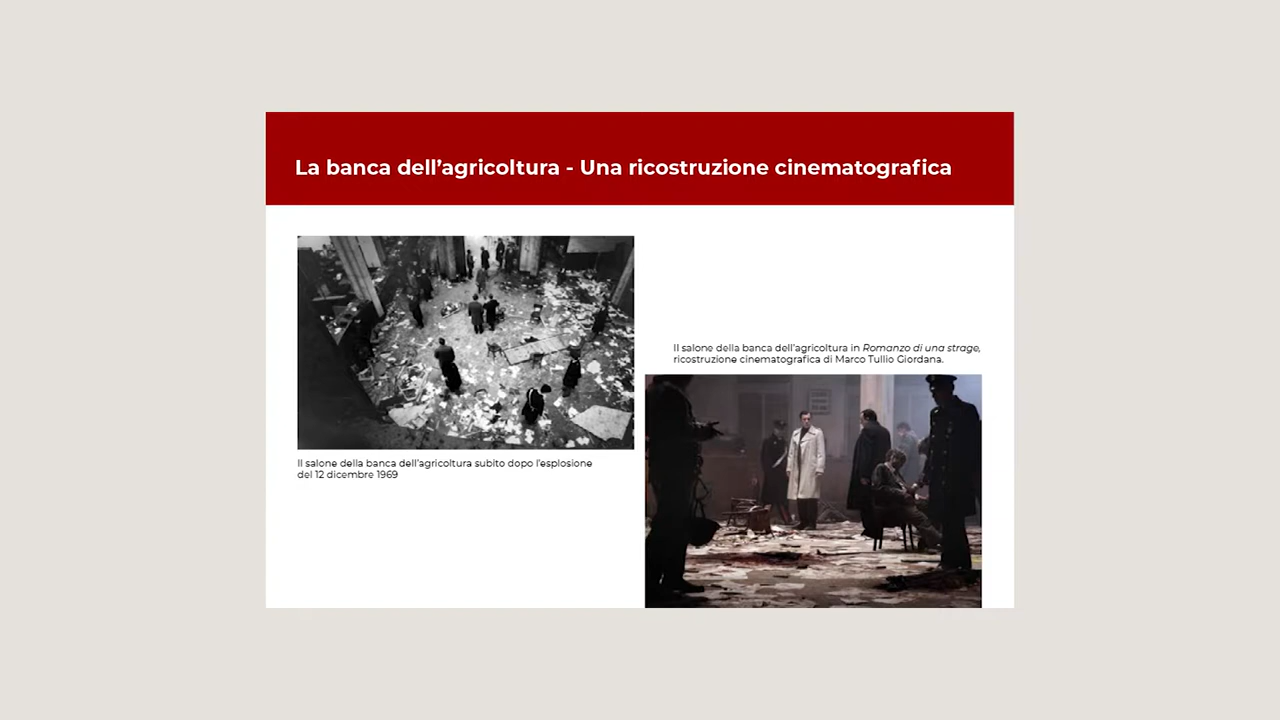 La banca dell’agricoltura - Una ricostruzione cinematografica
Il salone della banca dell’agricoltura in Romanzo di una strage,
ricostruzione cinematografica di Marco Tullio Giordana.
Il salone della banca dell’agricoltura subito dopo l’esplosione
del 12 dicembre 1969